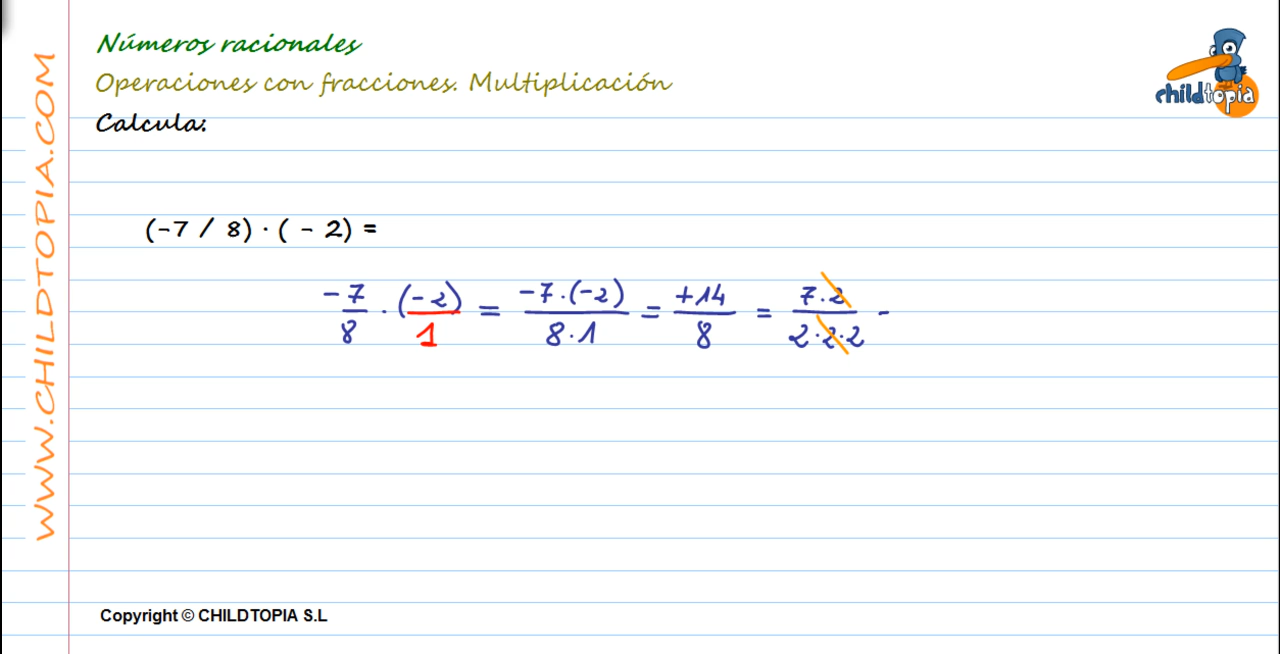 Números racionales
Operaciones con fracciones. Multiplicación
Calcula:
childtopia
WWW.CHILDTOPIA.COM
(-7 / 8) · ( - 2) =
-7/8 · (-2)/1 = -7·(-2)/8·1 = +14/8 = 7·2/2·2·2 -
Copyright © CHILDTOPIA S.L